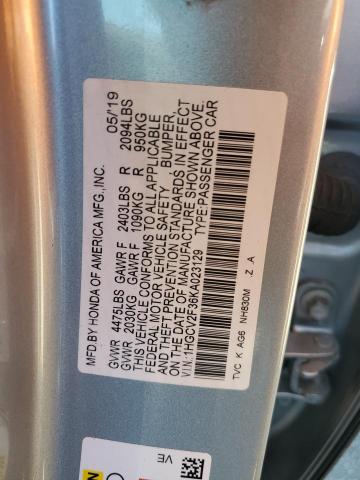 MFD.BY HONDA OF AMERICA MFG.,INC. 05/'19
GVWR 4475LBS GAWR F 2403LBS R 2094LBS
GVWR 2030KG GAWR F 1090KG R 950KG
THIS VEHICLE CONFORMS TO ALL APPLICABLE
FEDERAL MOTOR VEHICLE SAFETY, BUMPER,
AND THEFT PREVENTION STANDARDS IN EFFECT
ON THE DATE OF MANUFACTURE SHOWN ABOVE.
V.I.N:1HGCV2F36KA023129 TYPE:PASSENGER CAR
TVC K AG6 NH830M .Z .A
VE